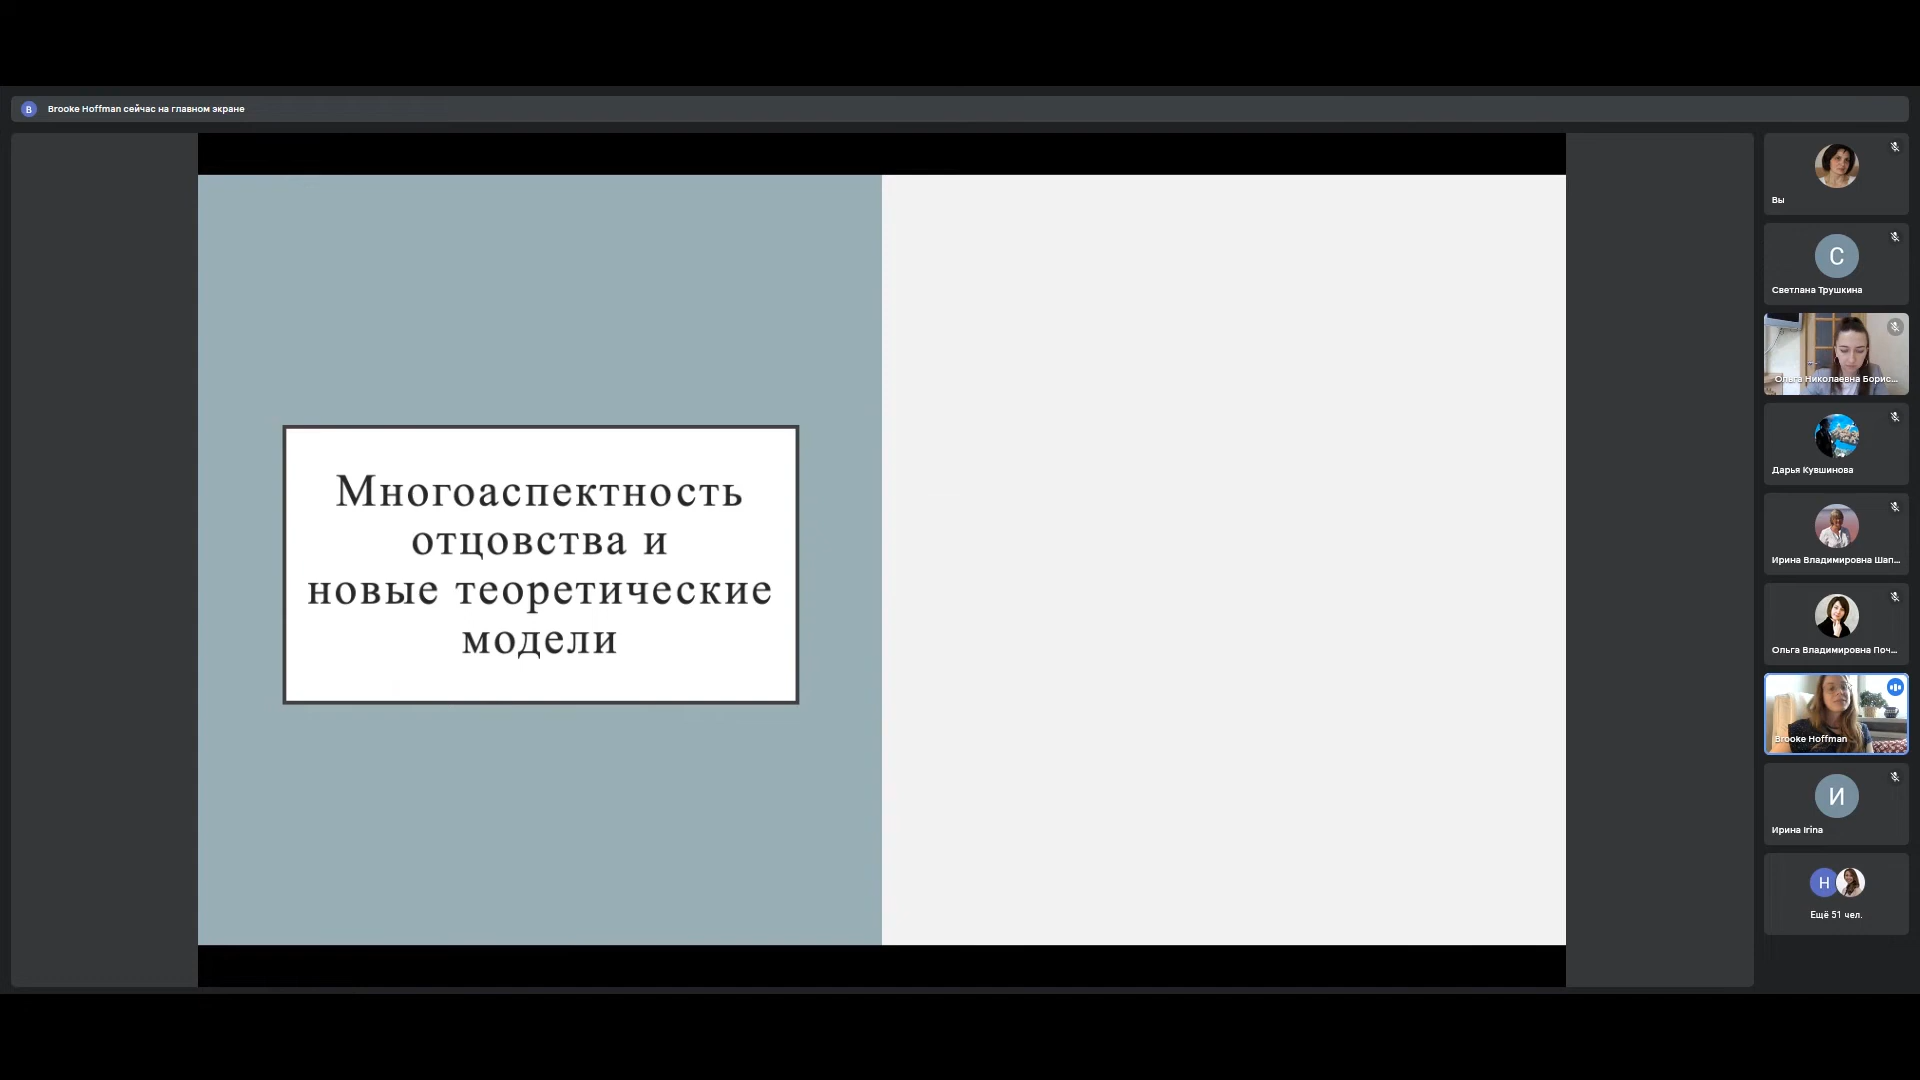 B
Brooke Hoffman сейчас на главном экране
Многоаспектность
отцовства и
новые теоретические
модели
Вы
С
Светлана Трушкина
Ольга Николаевна Борис...
Дарья Кувшинова
Ирина Владимировна Шап...
Ольга Владимировна Поч...
Brooke Hoffman
И
Ирина Irina
Н
Ещё 51 чел.